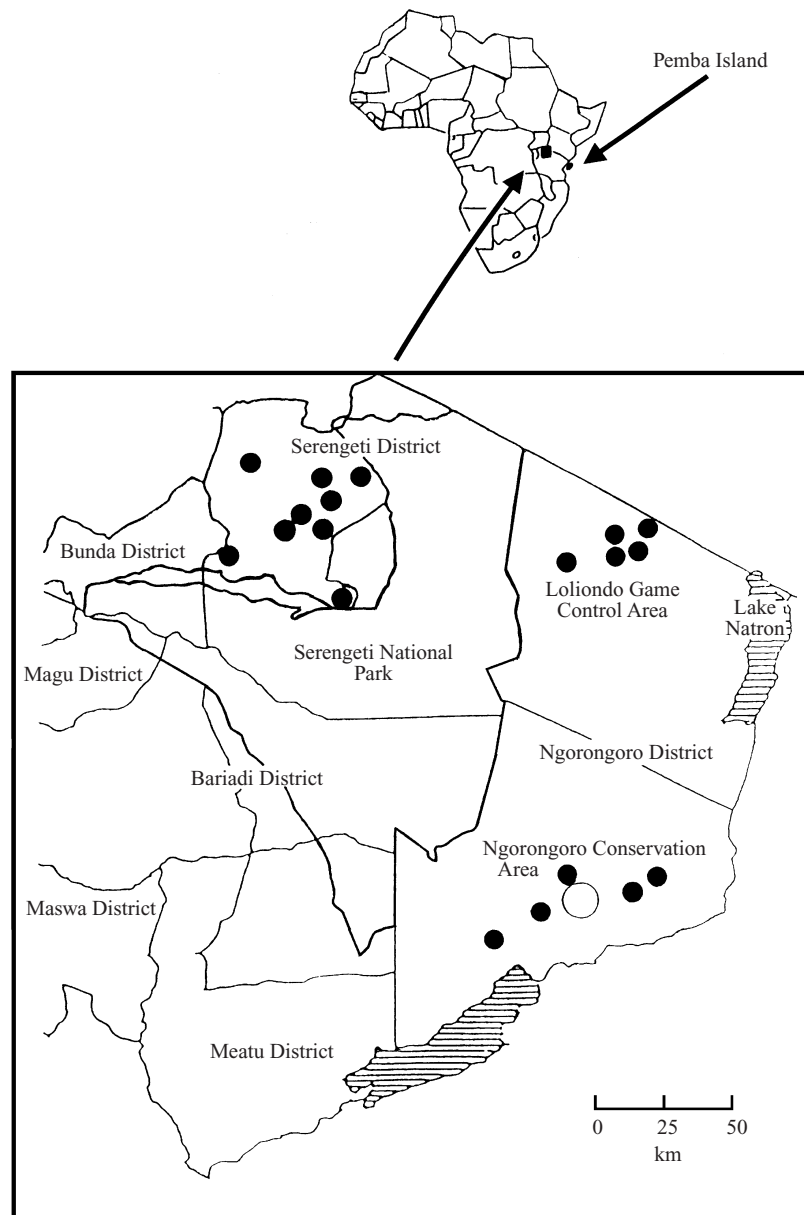 Pemba Island
Serengeti District
Bunda District
Loliondo Game
Control Area
Lake
Natron
Serengeti National
Park
Magu District
Ngorongoro District
Bariadi District
Ngorongoro Conservation
Area
Maswa District
Meatu District
0 25 50
km